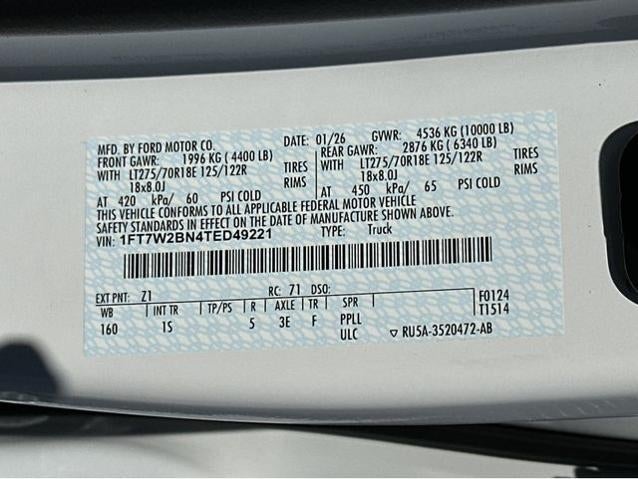 MFD. BY FORD MOTOR CO. DATE: 01/26 GVWR: 4536 KG (10000 LB)
FRONT GAWR: 1996 KG ( 4400 LB) REAR GAWR: 2876 KG ( 6340 LB)
WITH LT275/70R18E 125/122R TIRES WITH LT275/70R18E 125/122R TIRES
18x8.0J RIMS 18x8.0J RIMS
AT 420 kPa/ 60 PSI COLD AT 450 kPa/ 65 PSI COLD
THIS VEHICLE CONFORMS TO ALL APPLICABLE FEDERAL MOTOR VEHICLE
SAFETY STANDARDS IN EFFECT ON THE DATE OF MANUFACTURE SHOWN ABOVE.
VIN: 1FT7W2BN4TED49221 TYPE: Truck
EXT PNT: Z1 RC: 71 DSO: F0124
WB INT TR TP/PS R AXLE TR SPR T1514
160 1S 5 3E F PPLL
ULC ▽ RU5A-3520472-AB